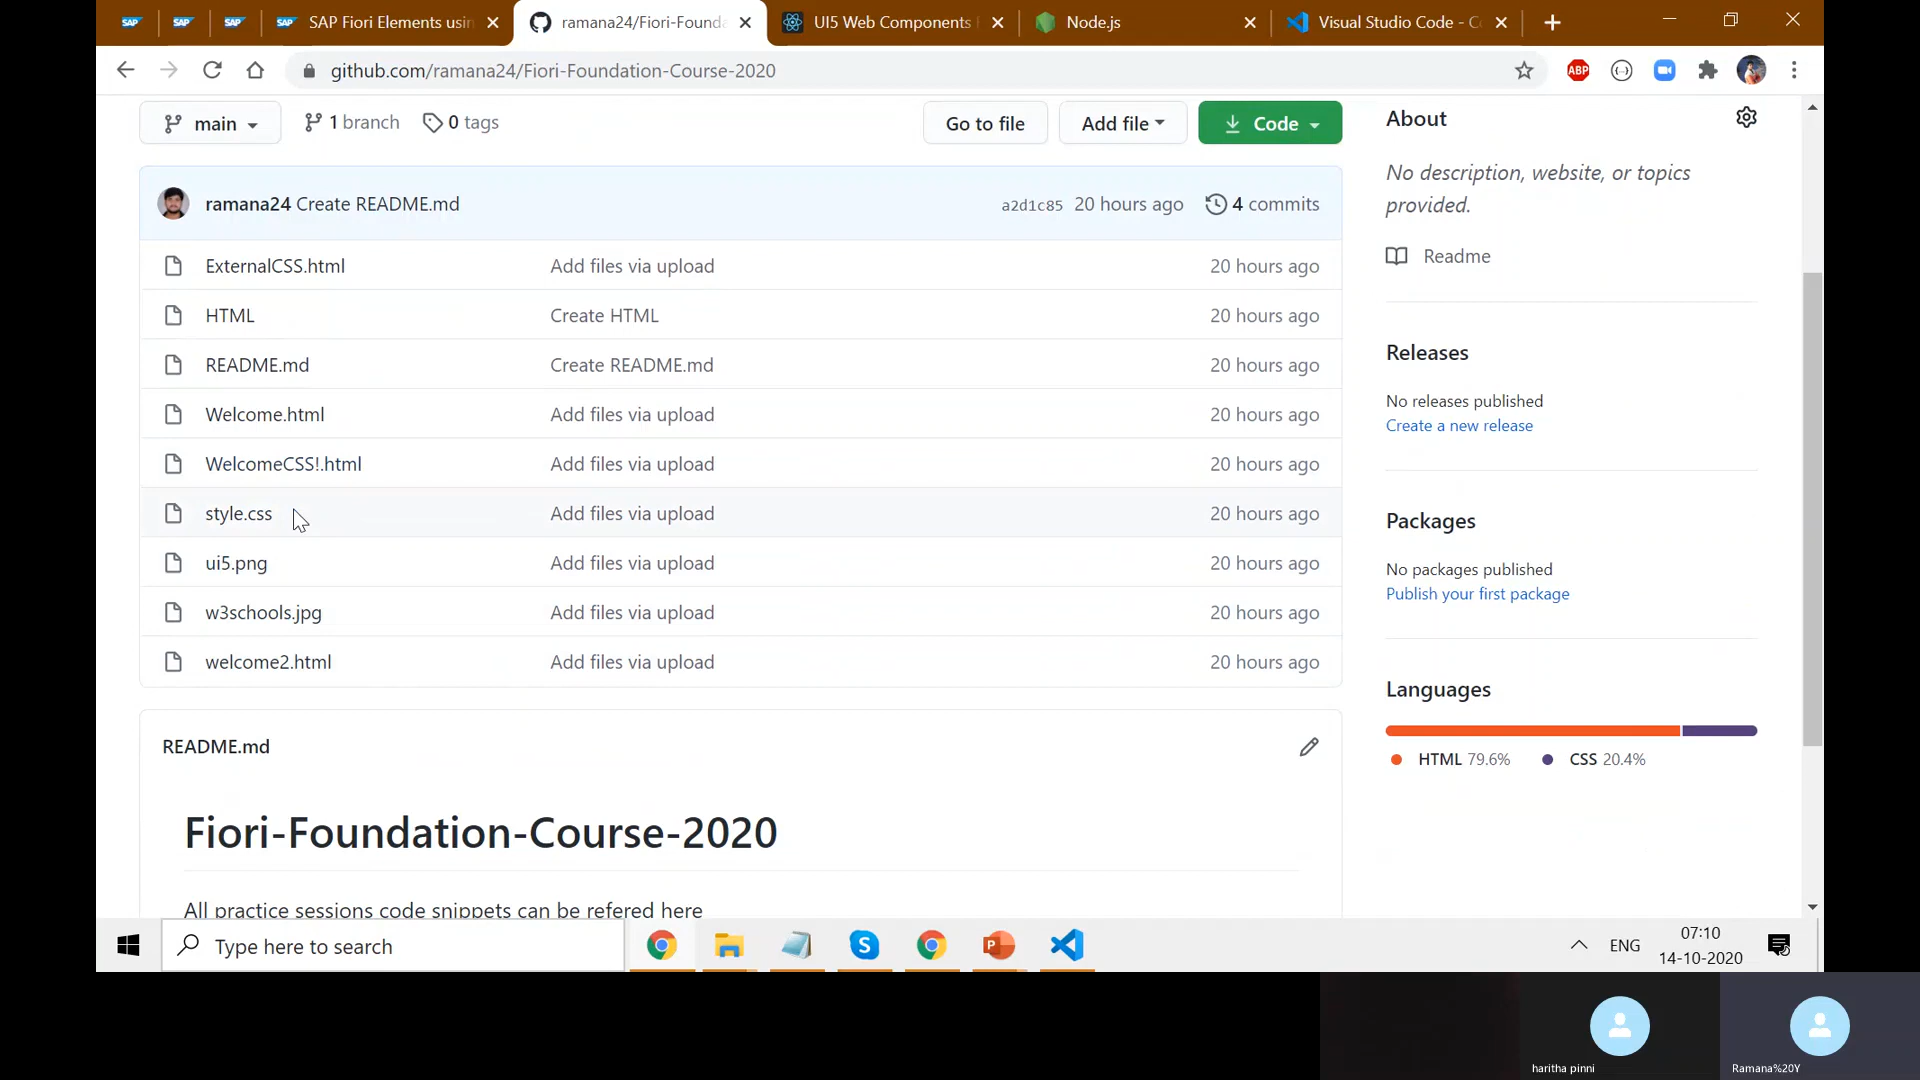 SAP SAP SAP SAP SAP Fiori Elements usin ramana24/Fiori-Founda UI5 Web Components Node.js Visual Studio Code - C
github.com/ramana24/Fiori-Foundation-Course-2020 ABP
main 1 branch 0 tags Go to file Add file Code
ramana24 Create README.md a2d1c85 20 hours ago 4 commits
ExternalCSS.html Add files via upload 20 hours ago
HTML Create HTML 20 hours ago
README.md Create README.md 20 hours ago
Welcome.html Add files via upload 20 hours ago
WelcomeCSS!.html Add files via upload 20 hours ago
style.css Add files via upload 20 hours ago
ui5.png Add files via upload 20 hours ago
w3schools.jpg Add files via upload 20 hours ago
welcome2.html Add files via upload 20 hours ago
README.md
Fiori-Foundation-Course-2020
All practice sessions code snippets can be refered here
About
No description, website, or topics
provided.
Readme
Releases
No releases published
Create a new release
Packages
No packages published
Publish your first package
Languages
HTML 79.6% CSS 20.4%
Type here to search
ENG
07:10
14-10-2020
haritha pinni
Ramana%20Y